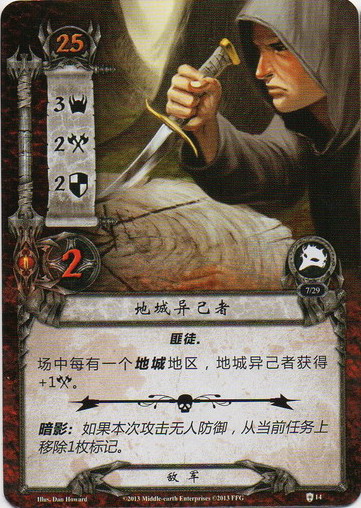 25
3
2
2
2
7/29
地城异己者
匪徒.
场中每有一个地城地区，地城异己者获得
+1.
暗影：如果本次攻击无人防御，从当前任务上
移除1枚标记。
敌军
Illus. Dan Howard ©2013 Middle-earth Enterprises ©2013 FFG 14